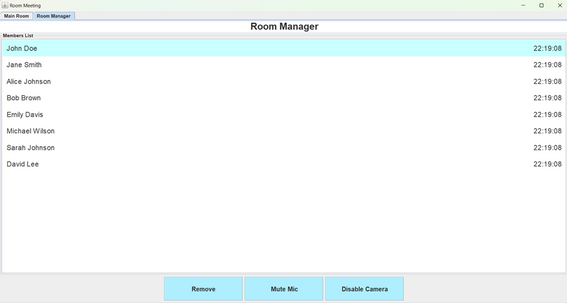 Room Meeting
Main Room Room Manager
Room Manager
Members List
John Doe 22:19:08
Jane Smith 22:19:08
Alice Johnson 22:19:08
Bob Brown 22:19:08
Emily Davis 22:19:08
Michael Wilson 22:19:08
Sarah Johnson 22:19:08
David Lee 22:19:08
Remove Mute Mic Disable Camera